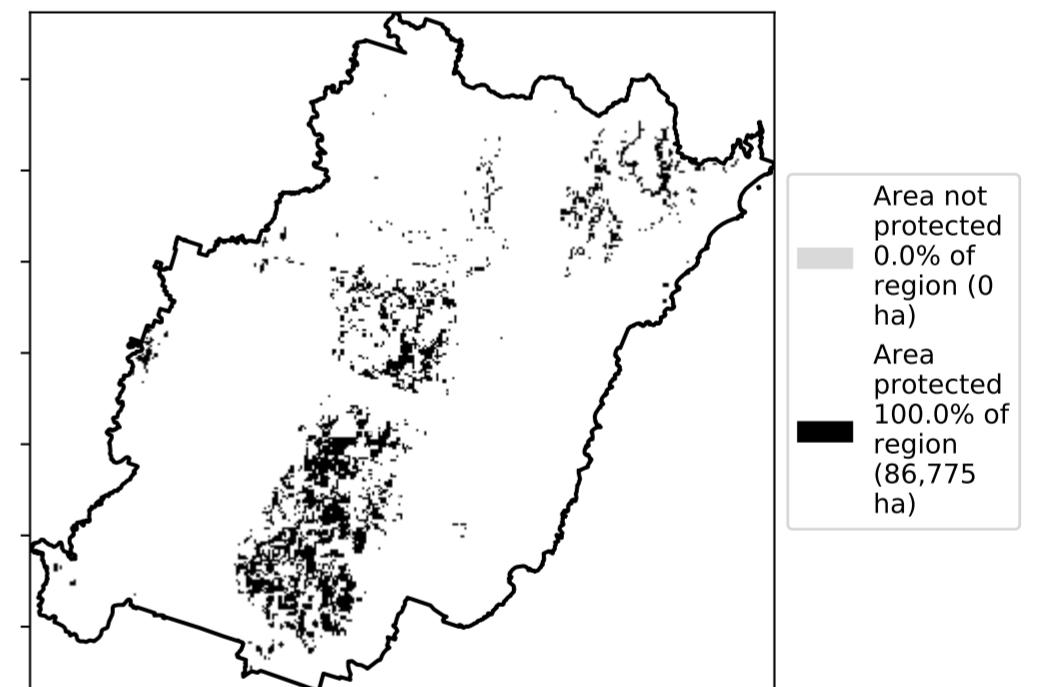 Area not
protected
0.0% of
region (0
ha)
Area
protected
100.0% of
region
(86,775
ha)